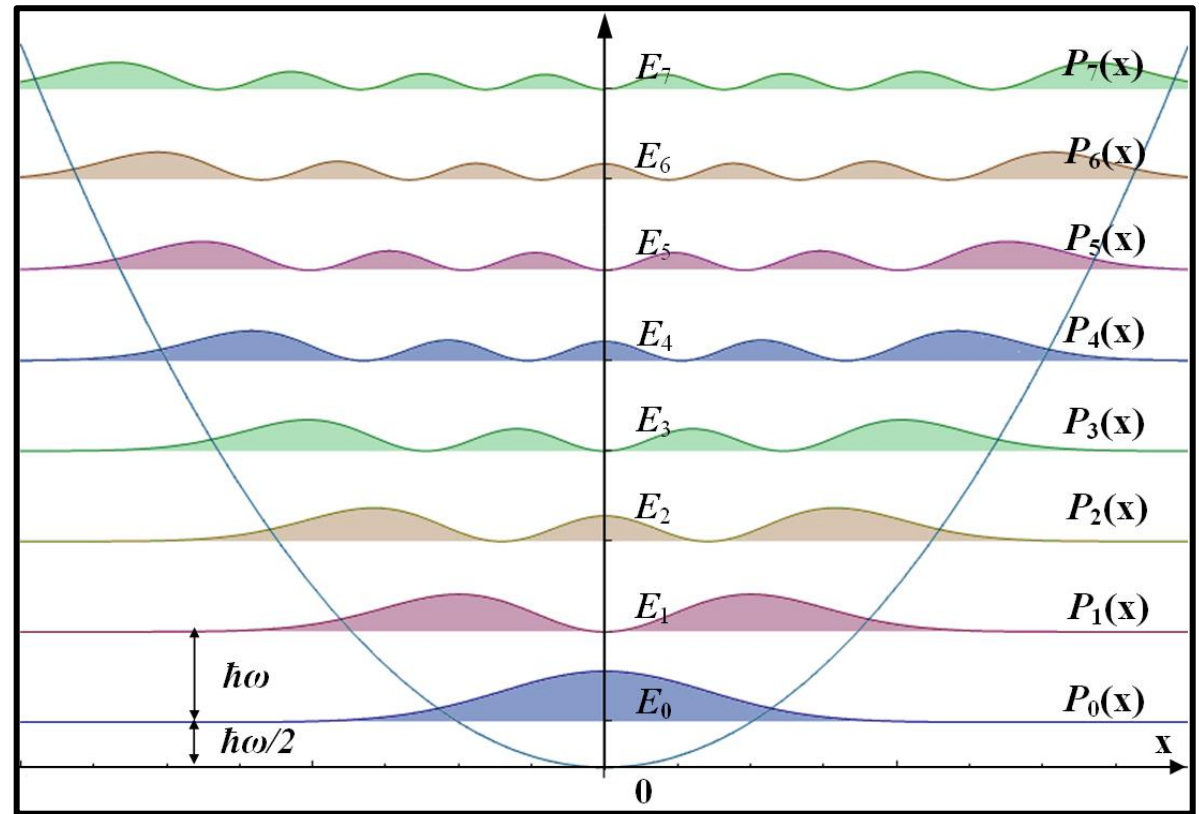 E₇ P₇(x)
E₆ P₆(x)
E₅ P₅(x)
E₄ P₄(x)
E₃ P₃(x)
E₂ P₂(x)
E₁ P₁(x)
ħω
E₀ P₀(x)
ħω/2
x
0